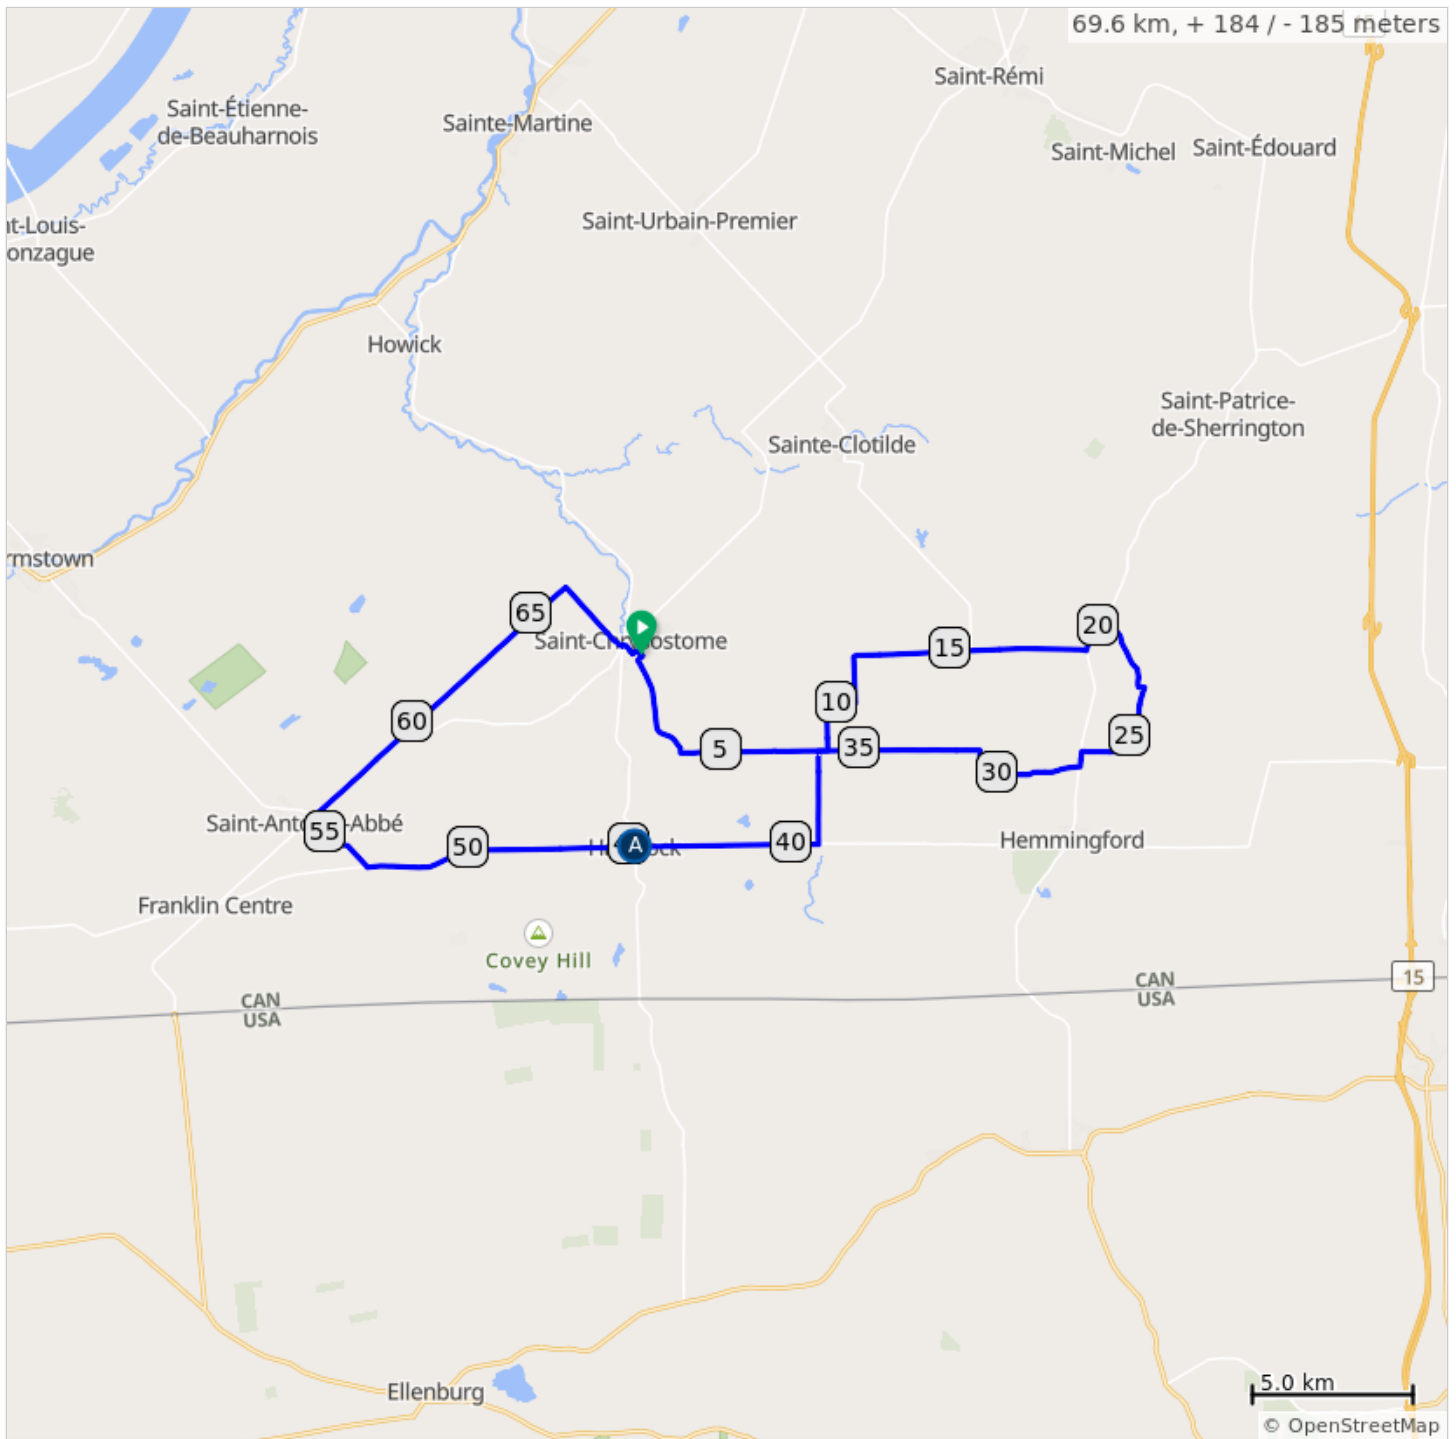 69.6 km, + 184 / - 185 meters
Saint-Rémi
Saint-Étienne-
de-Beauharnois
Sainte-Martine
Saint-Michel
Saint-Édouard
nt-Louis-
onzague
Saint-Urbain-Premier
Howick
Saint-Patrice-
de-Sherrington
Sainte-Clotilde
rmstown
65
20
15
10
60
5
35
25
30
55
50
A
40
Hemmingford
Franklin Centre
Covey Hill
CAN
USA
CAN
USA
15
Ellenburg
5.0 km
© OpenStreetMap